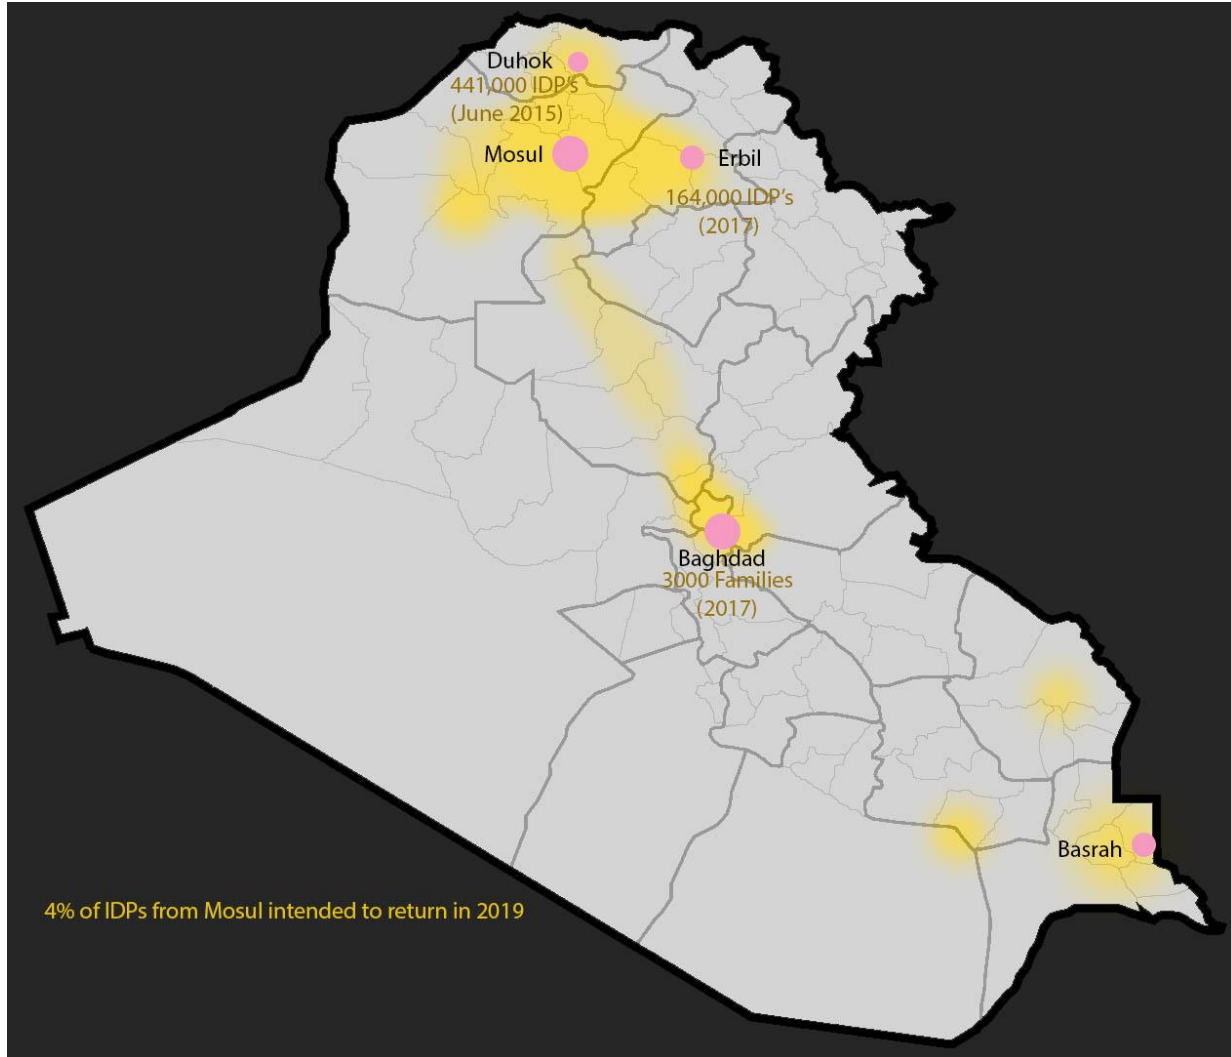 Duhok
441,000 IDP's
(June 2015)
Mosul
Erbil
164,000 IDP's
(2017)
Baghdad
3000 Families
(2017)
Basrah
4% of IDPs from Mosul intended to return in 2019